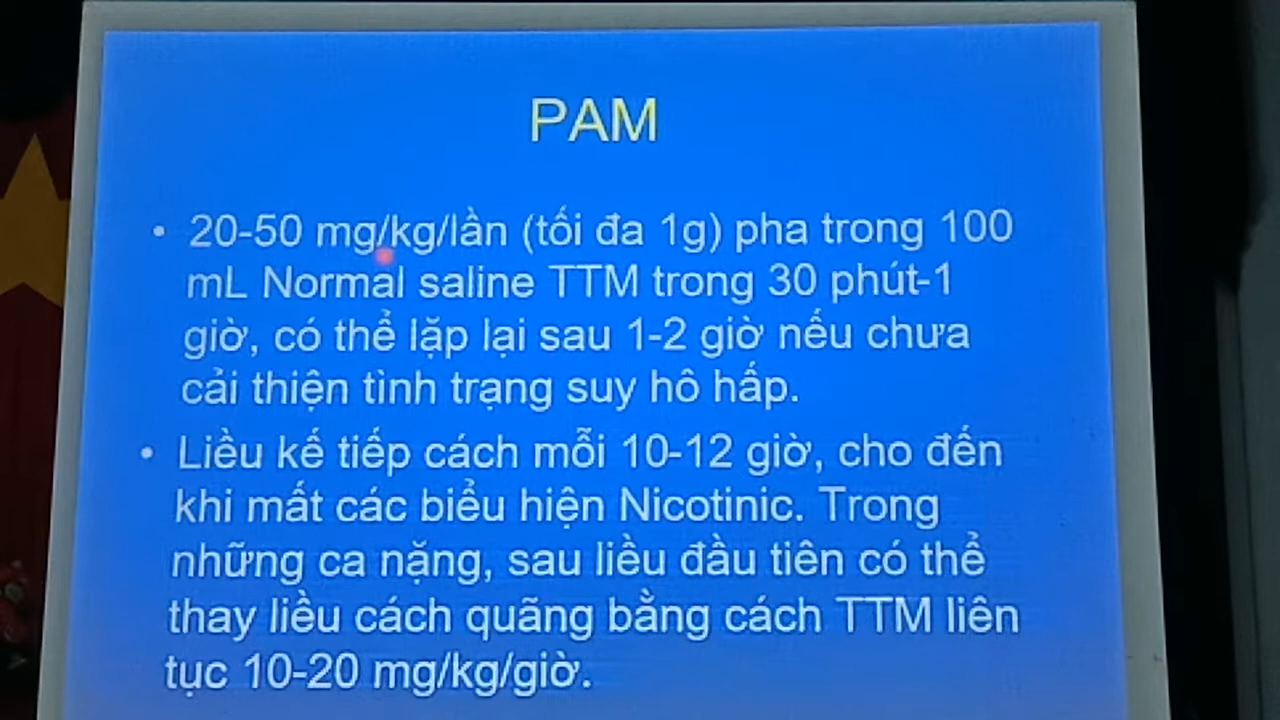 PAM
• 20-50 mg/kg/lần (tối đa 1g) pha trong 100
mL Normal saline TTM trong 30 phút-1
giờ, có thể lặp lại sau 1-2 giờ nếu chưa
cải thiện tình trạng suy hô hấp.
• Liều kế tiếp cách mỗi 10-12 giờ, cho đến
khi mất các biểu hiện Nicotinic. Trong
những ca nặng, sau liều đầu tiên có thể
thay liều cách quãng bằng cách TTM liên
tục 10-20 mg/kg/giờ.